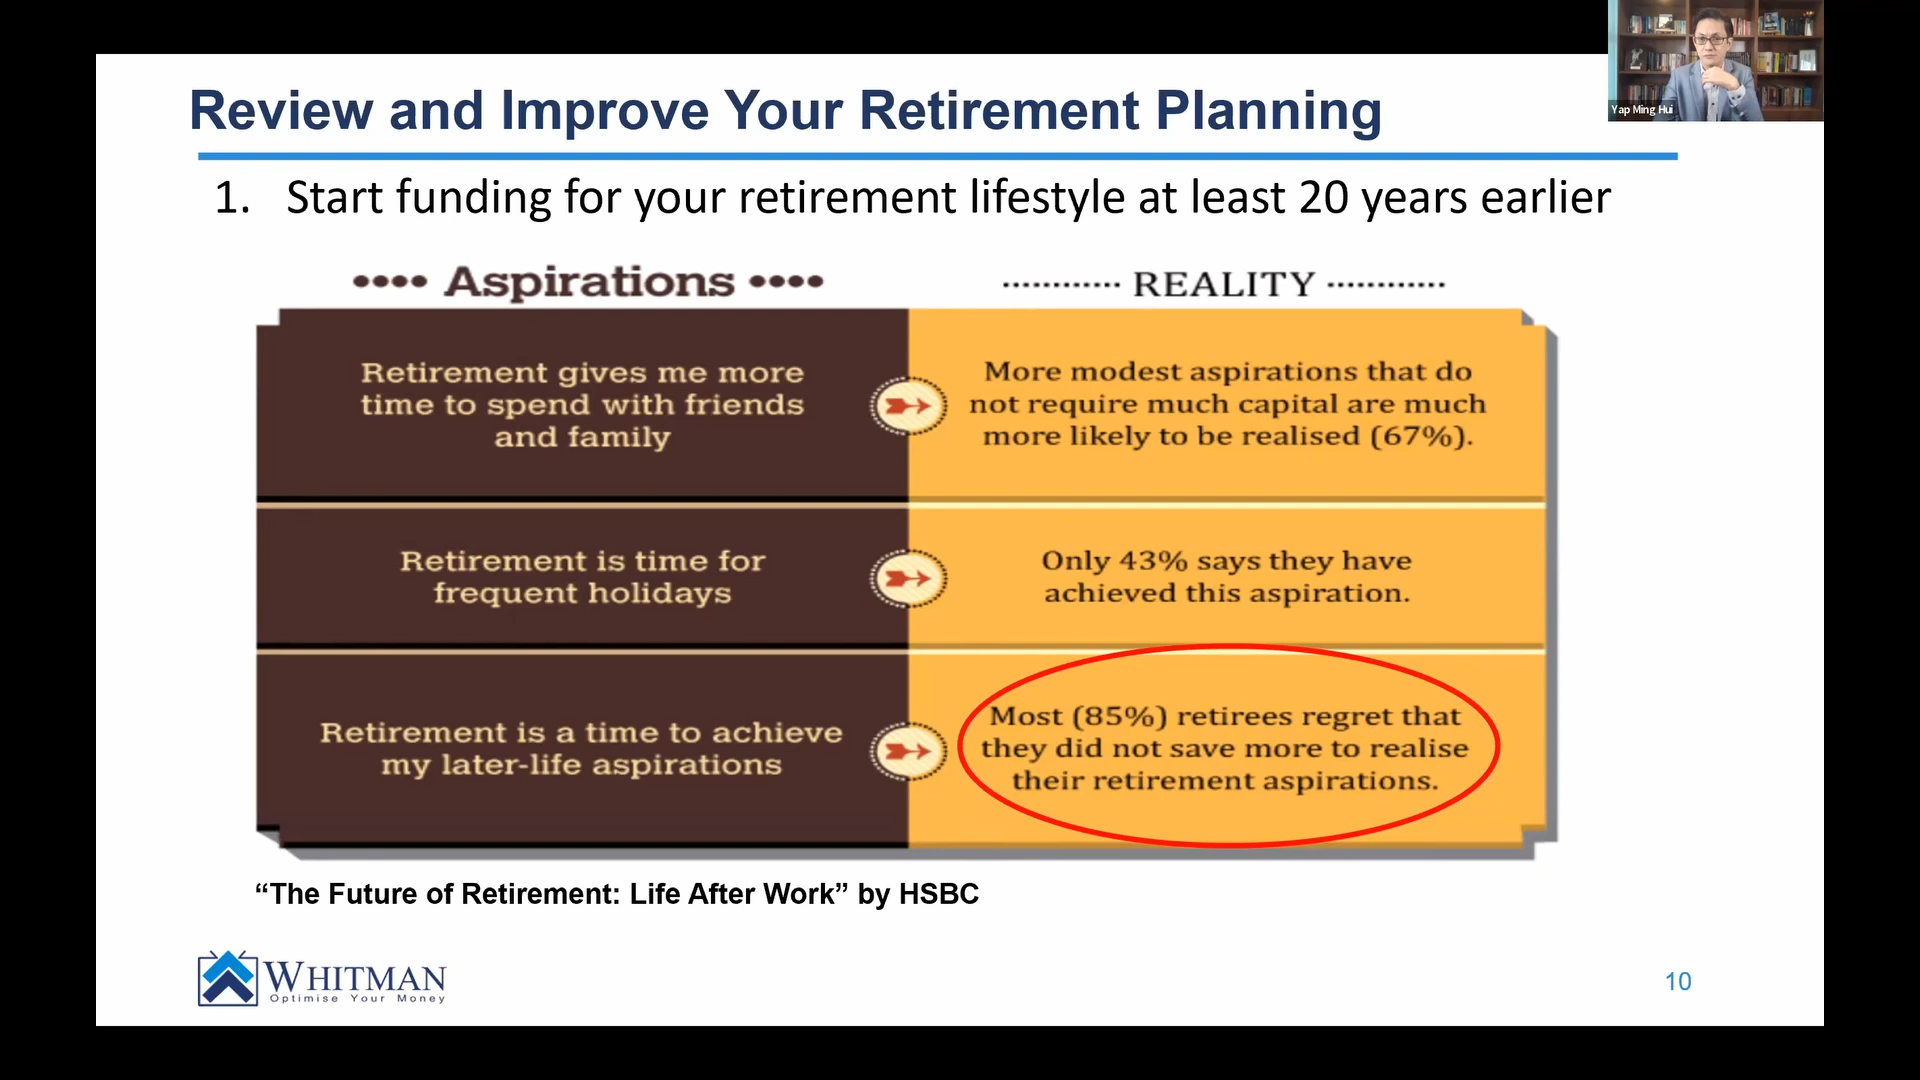 Yap Ming Hui
Review and Improve Your Retirement Planning
1. Start funding for your retirement lifestyle at least 20 years earlier
•••• Aspirations ••••
············ REALITY ············
Retirement gives me more
time to spend with friends
and family
More modest aspirations that do
not require much capital are much
more likely to be realised (67%).
Retirement is time for
frequent holidays
Only 43% says they have
achieved this aspiration.
Retirement is a time to achieve
my later-life aspirations
Most (85%) retirees regret that
they did not save more to realise
their retirement aspirations.
“The Future of Retirement: Life After Work” by HSBC
WHITMAN
Optimise Your Money
10